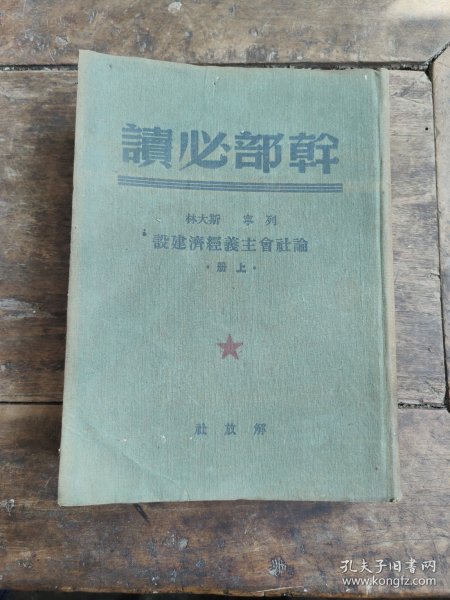 幹部必讀
列寧 斯大林
論社會主義經濟建設
·上册·
解放社
孔夫子旧书网
www.kongfz.com